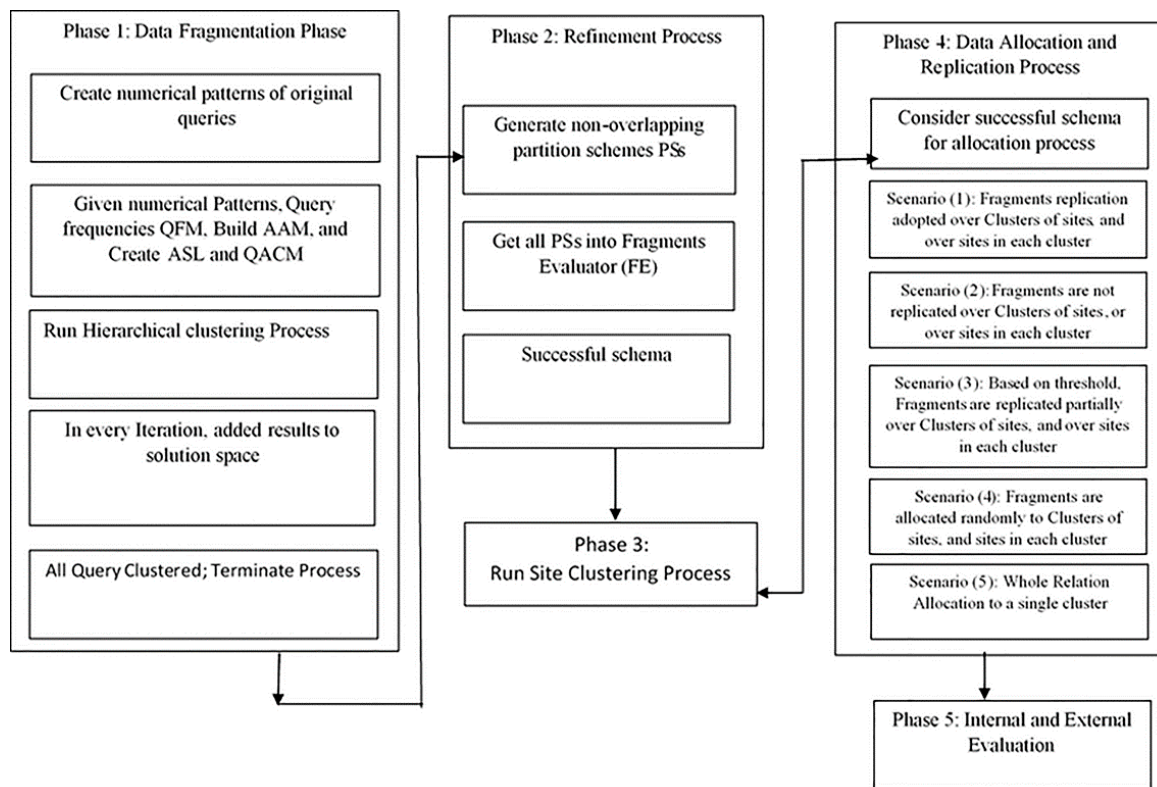 Phase 1: Data Fragmentation Phase
Create numerical patterns of original
queries
Given numerical Patterns, Query
frequencies QFM, Build AAM, and
Create ASL and QACM
Run Hierarchical clustering Process
In every Iteration, added results to
solution space
All Query Clustered; Terminate Process
Phase 2: Refinement Process
Generate non-overlapping
partition schemes PSs
Get all PSs into Fragments
Evaluator (FE)
Successful schema
Phase 3:
Run Site Clustering Process
Phase 4: Data Allocation and
Replication Process
Consider successful schema
for allocation process
Scenario (1): Fragments replication
adopted over Clusters of sites, and
over sites in each cluster
Scenario (2): Fragments are not
replicated over Clusters of sites, or
over sites in each cluster
Scenario (3): Based on threshold,
Fragments are replicated partially
over Clusters of sites, and over sites
in each cluster
Scenario (4): Fragments are
allocated randomly to Clusters of
sites, and sites in each cluster
Scenario (5): Whole Relation
Allocation to a single cluster
Phase 5: Internal and External
Evaluation